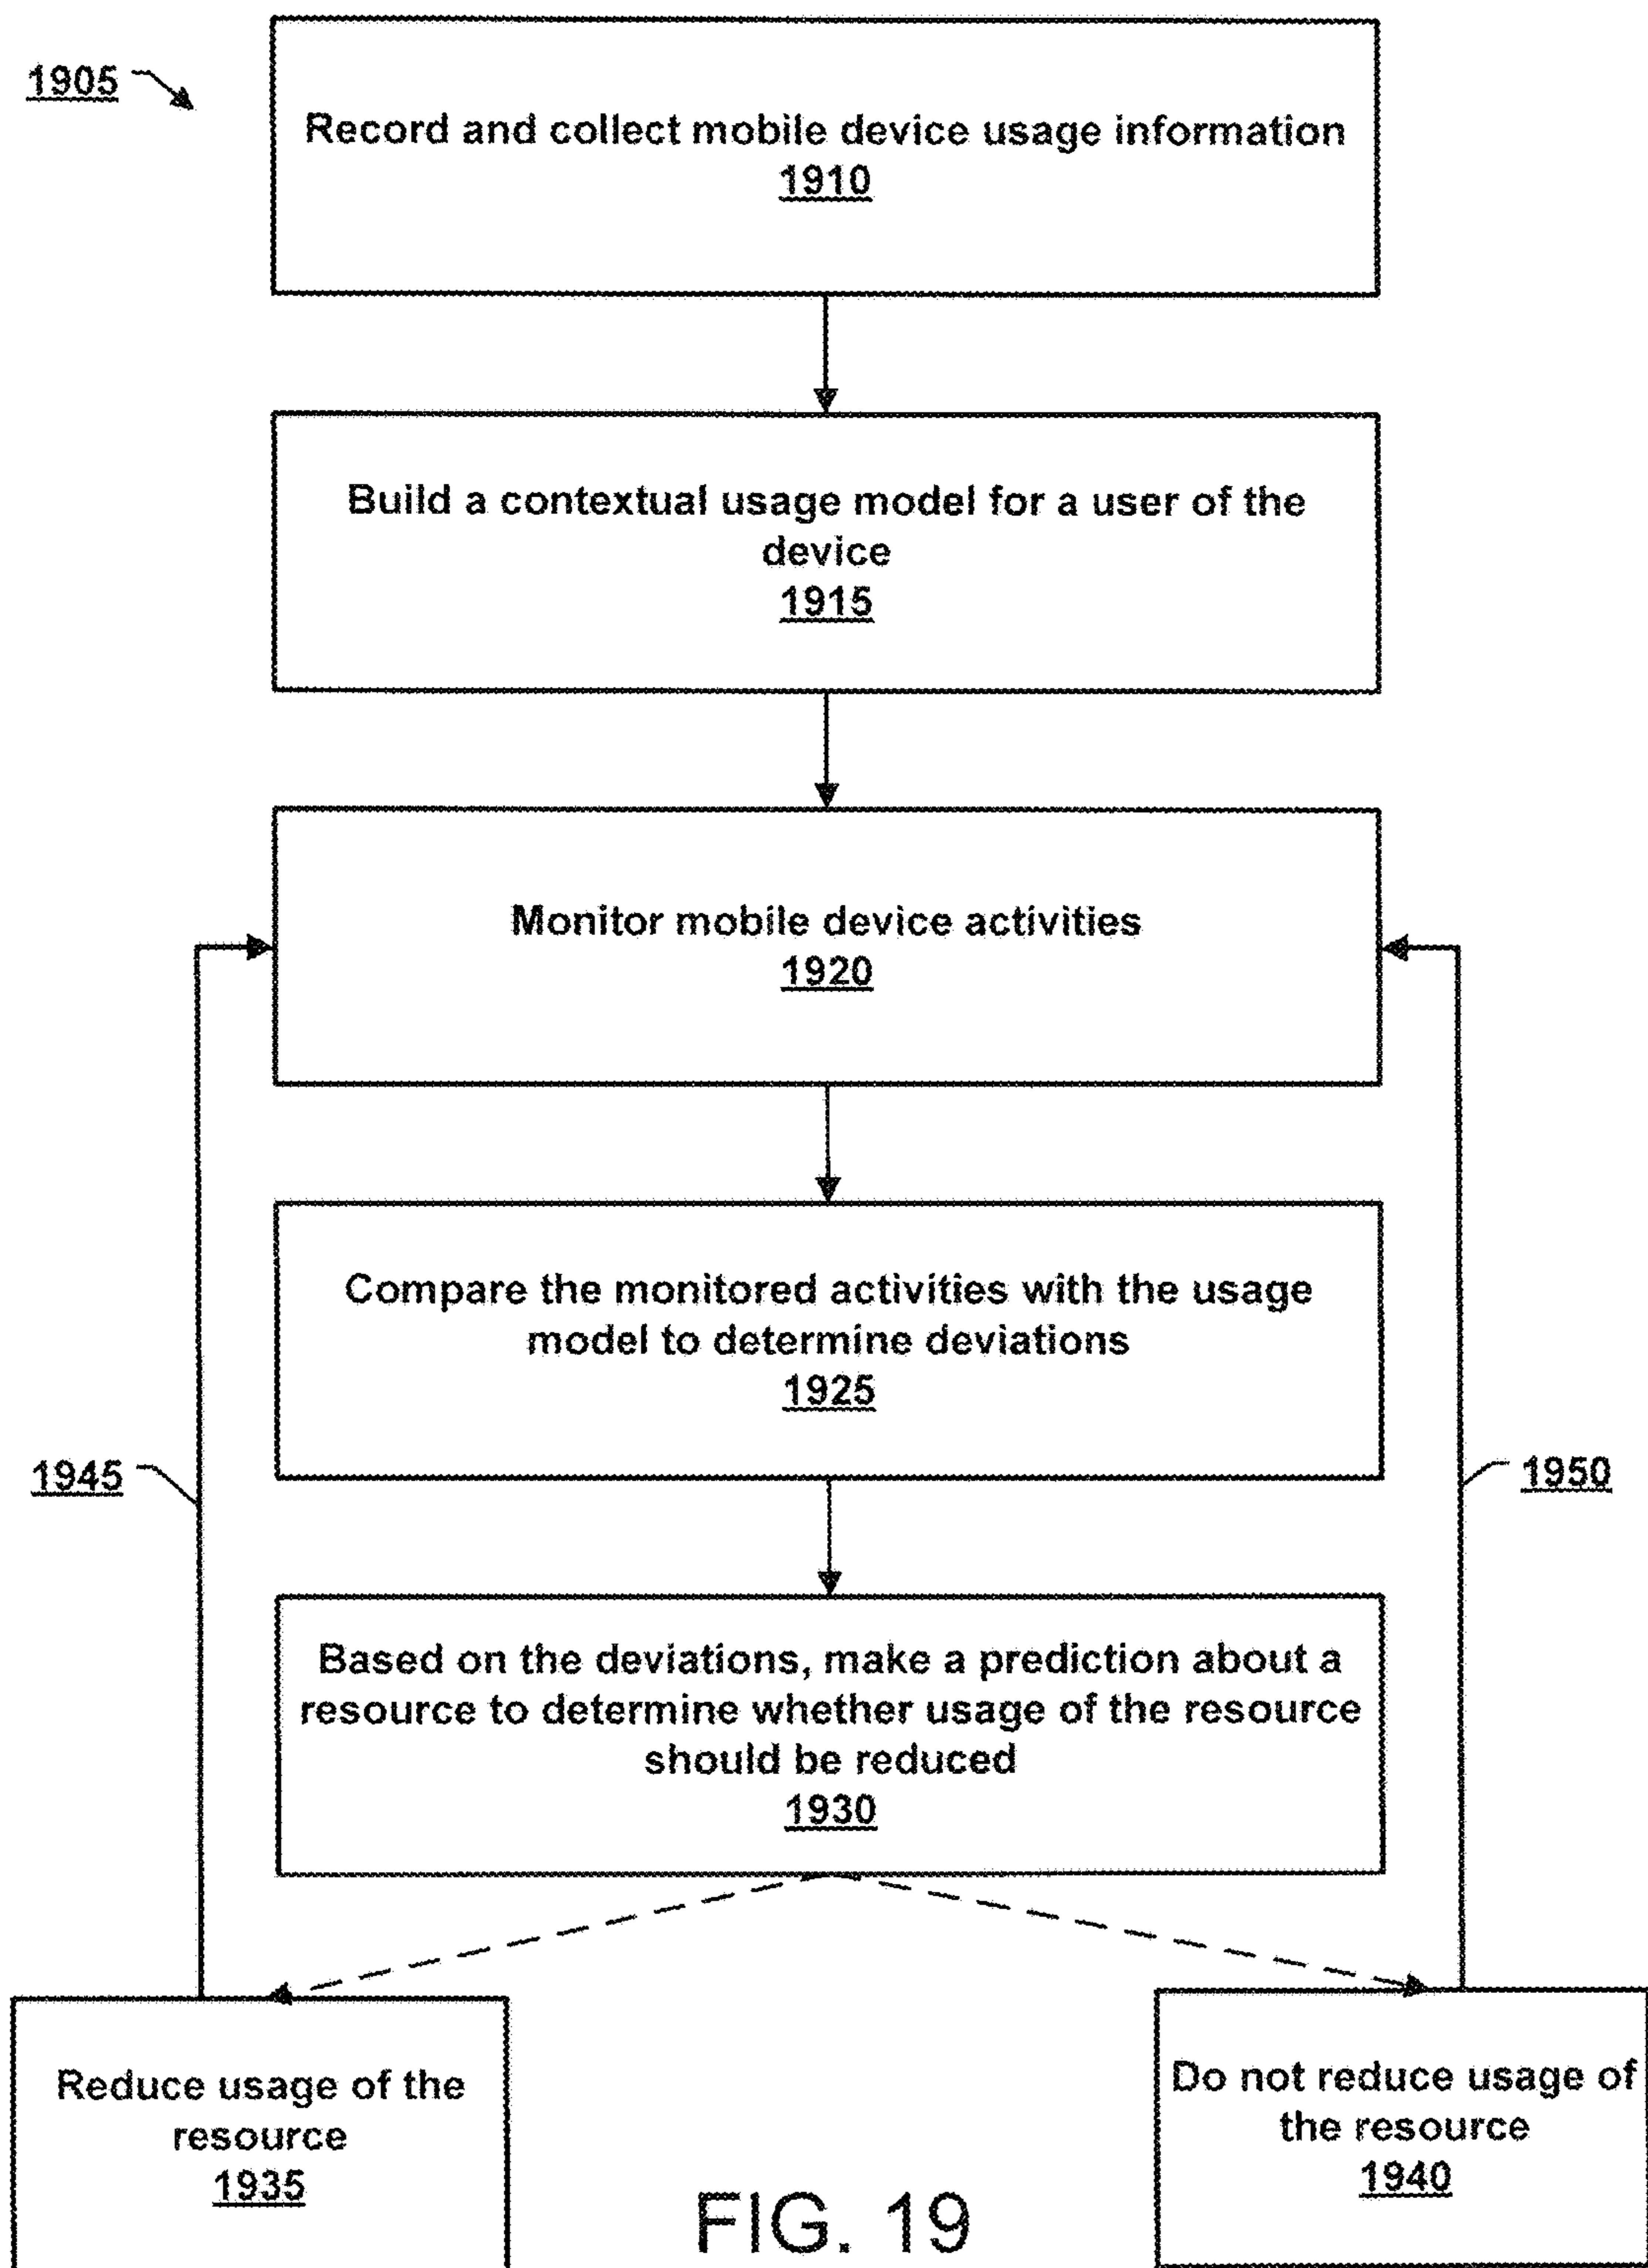 1905
Record and collect mobile device usage information
1910
Build a contextual usage model for a user of the
device
1915
Monitor mobile device activities
1920
Compare the monitored activities with the usage
model to determine deviations
1925
1945
1950
Based on the deviations, make a prediction about a
resource to determine whether usage of the resource
should be reduced
1930
Reduce usage of the
resource
1935
Do not reduce usage of
the resource
1940
FIG. 19